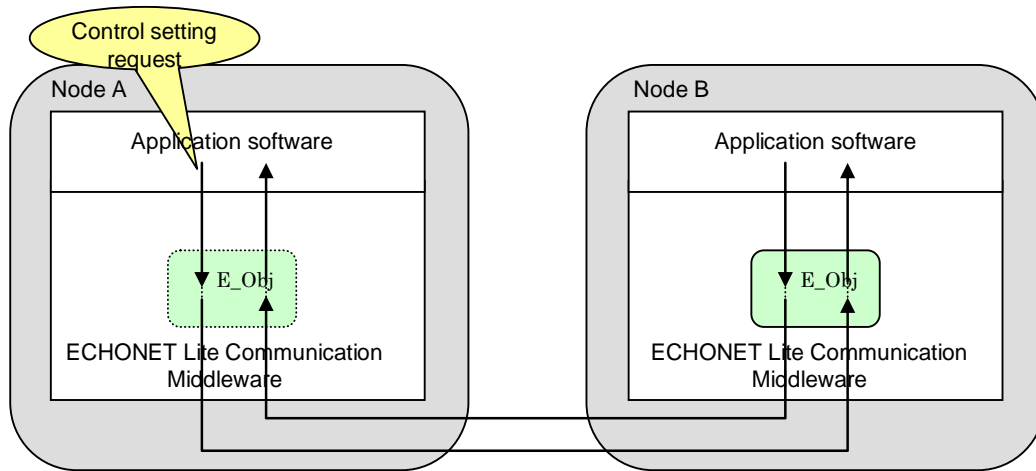 Control setting
request
Node A
Application software
E_Obj
ECHONET Lite Communication
Middleware
Node B
Application software
E_Obj
ECHONET Lite Communication
Middleware